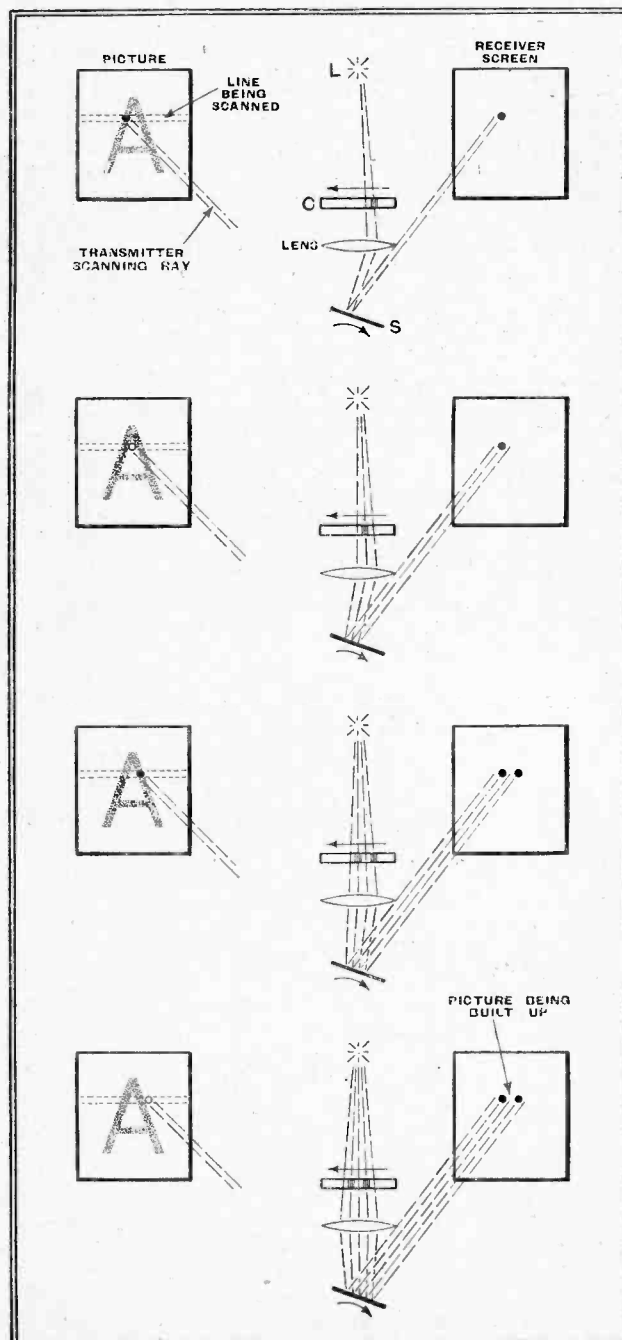 PICTURE
RECEIVER
SCREEN
L
LINE
BEING
SCANNED
A
C
TRANSMITTER
SCANNING RAY
LENS
S
A
A
PICTURE BEING
BUILT UP
A